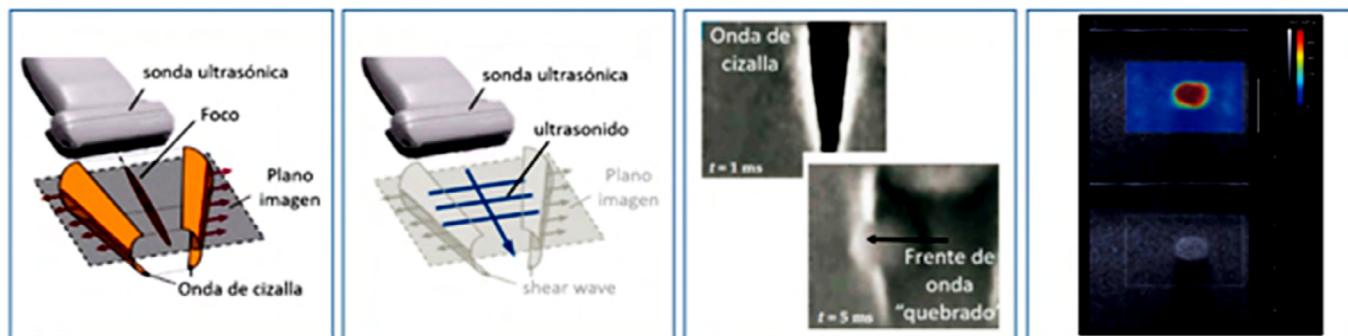 sonda ultrasónica
Foco
Plano
imagen
Onda de cizalla
sonda ultrasónica
ultrasonido
Plano
imagen
shear wave
Onda de
cizalla
t = 1 ms
Frente de
onda
"quebrado"
t = 5 ms